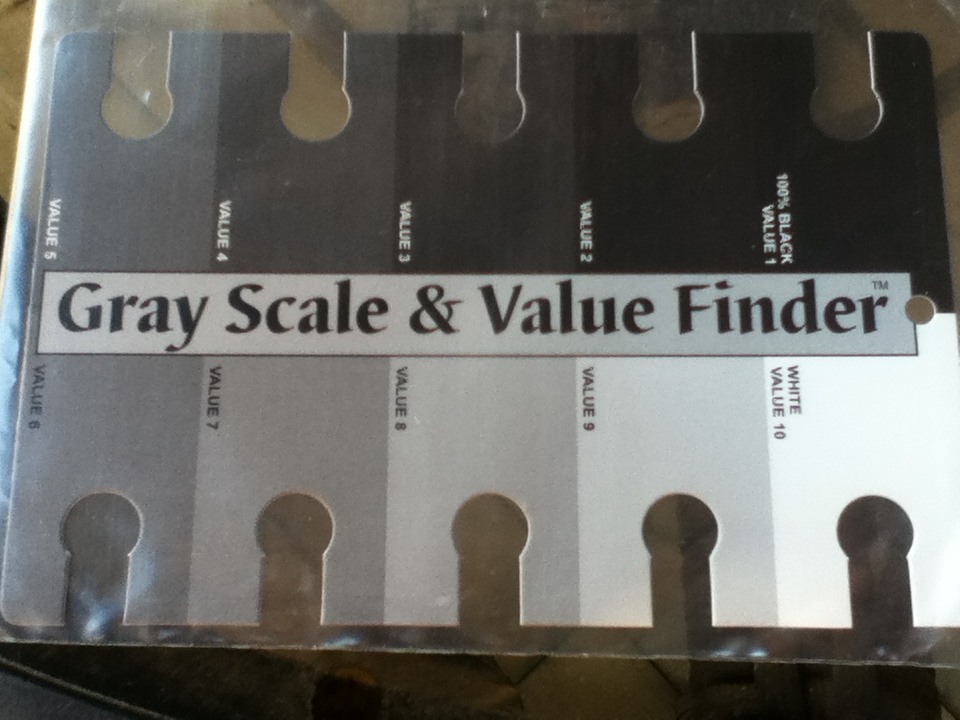 VALUE 5
VALUE 4
VALUE 3
VALUE 2
100% BLACK
VALUE 1
Gray Scale & Value Finder™
VALUE 6
VALUE 7
VALUE 8
VALUE 9
WHITE
VALUE 10